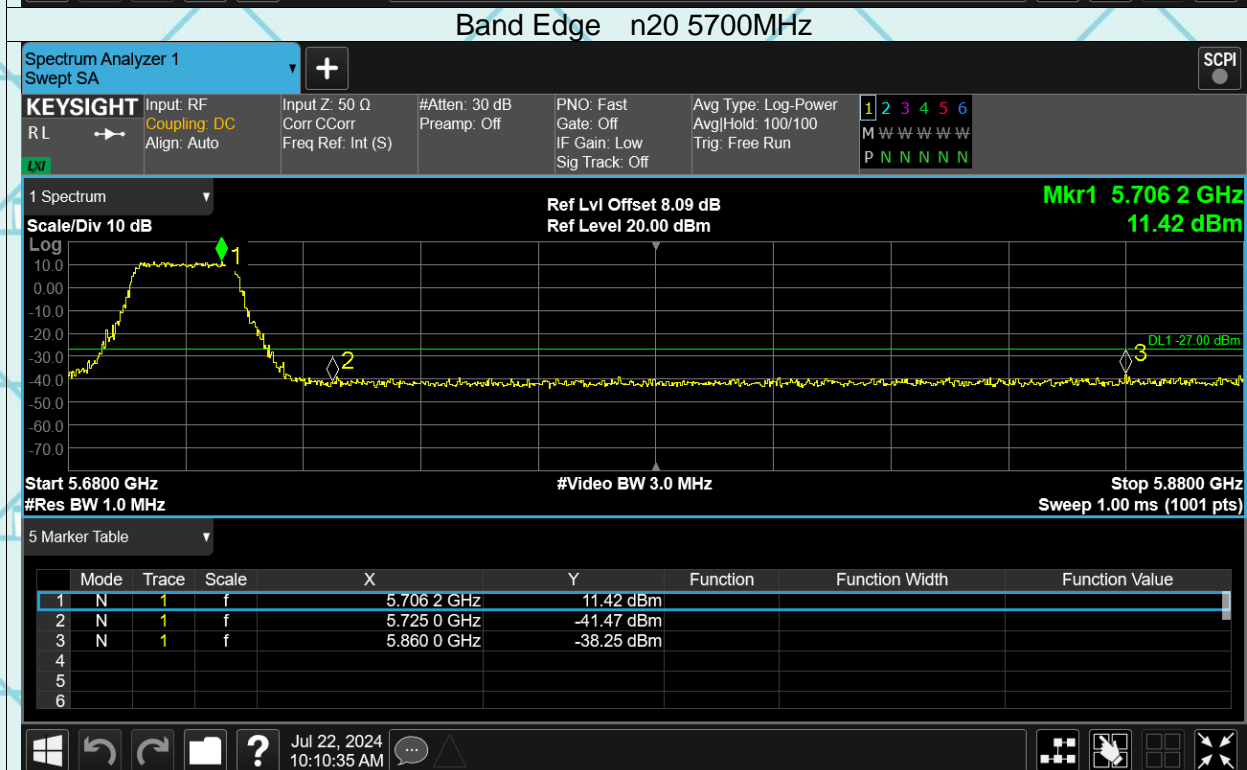 Band Edge n20 5700MHz
Spectrum Analyzer 1
Swept SA
+
SCPI
KEYSIGHT
RL
LXI
Input: RF
Coupling: DC
Align: Auto
Input Z: 50 Ω
Corr CCorr
Freq Ref: Int (S)
#Atten: 30 dB
Preamp: Off
PNO: Fast
Gate: Off
IF Gain: Low
Sig Track: Off
Avg Type: Log-Power
Avg|Hold: 100/100
Trig: Free Run
1 2 3 4 5 6
M W W W W W
P N N N N N
1 Spectrum
Scale/Div 10 dB
Ref Lvl Offset 8.09 dB
Ref Level 20.00 dBm
Mkr1 5.706 2 GHz
11.42 dBm
Log
10.0
0.00
-10.0
-20.0
-30.0
-40.0
-50.0
-60.0
-70.0
1
2
3
DL1 -27.00 dBm
Start 5.6800 GHz
#Video BW 3.0 MHz
Stop 5.8800 GHz
#Res BW 1.0 MHz
Sweep 1.00 ms (1001 pts)
5 Marker Table
Mode Trace Scale X Y Function Function Width Function Value
1 N 1 f 5.706 2 GHz 11.42 dBm
2 N 1 f 5.725 0 GHz -41.47 dBm
3 N 1 f 5.860 0 GHz -38.25 dBm
4
5
6
?
Jul 22, 2024
10:10:35 AM